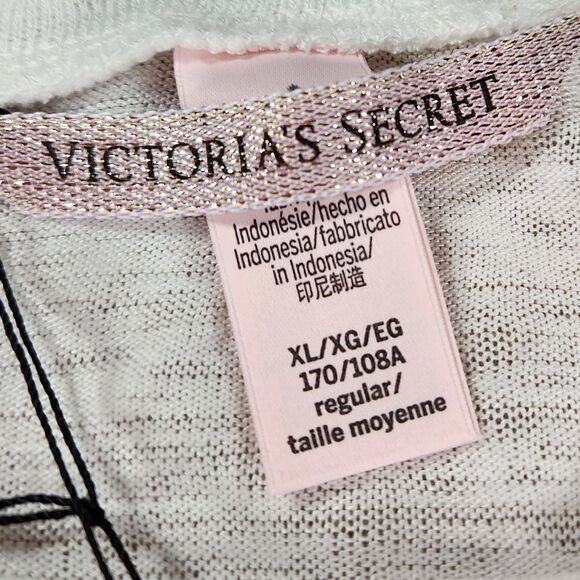 VICTORIA'S SECRET
Indonésie/hecho en
Indonesia/fabbricato
in Indonesia/
印尼制造
XL/XG/EG
170/108A
regular/
taille moyenne